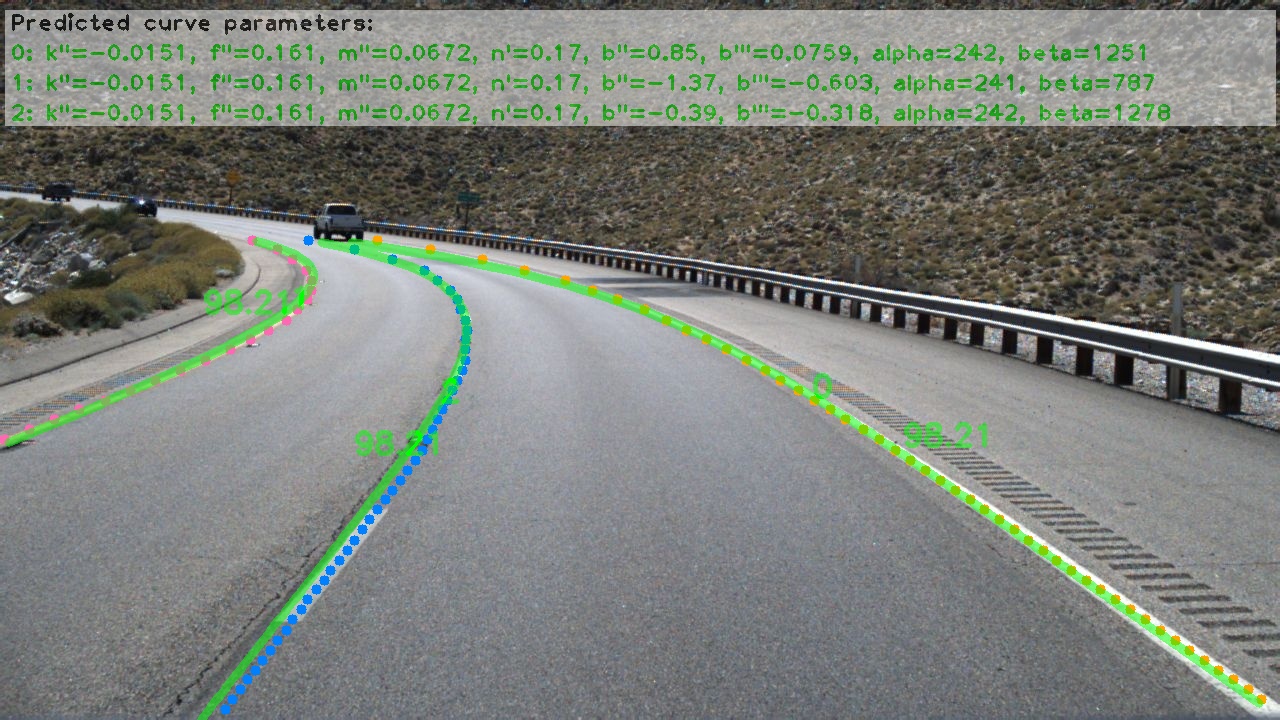 Predicted curve parameters:
0: k''=-0.0151, f''=0.161, m''=0.0672, n'=0.17, b''=0.85, b'''=0.0759, alpha=242, beta=1251
1: k''=-0.0151, f''=0.161, m''=0.0672, n'=0.17, b''=-1.37, b'''=-0.603, alpha=241, beta=787
2: k''=-0.0151, f''=0.161, m''=0.0672, n'=0.17, b''=-0.39, b'''=-0.318, alpha=242, beta=1278
98.21
0
98.21